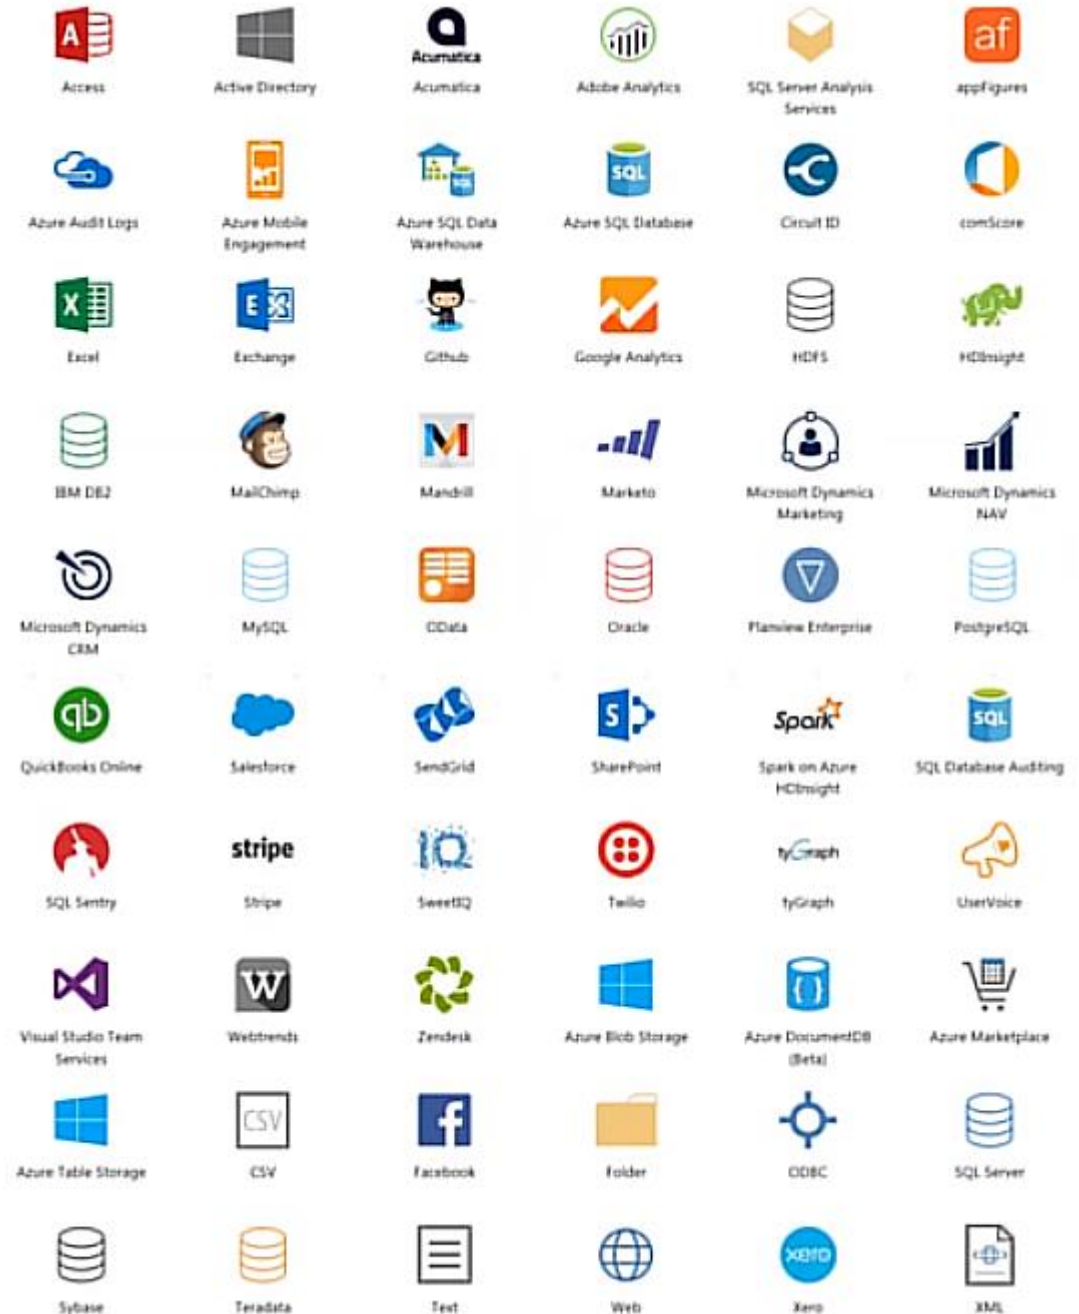 A
Acumatica
af
Access
Active Directory
Acumatica
Adobe Analytics
SQL Server Analysis
Services
appFigures
SQL
SQL
Azure Audit Logs
Azure Mobile
Engagement
Azure SQL Data
Warehouse
Azure SQL Database
Circuit ID
comScore
X
E
Excel
Exchange
Github
Google Analytics
HDFS
HDInsight
M
IBM DB2
MailChimp
Mandrill
Marketo
Microsoft Dynamics
Marketing
Microsoft Dynamics
NAV
Microsoft Dynamics
CRM
MySQL
OData
Oracle
Planview Enterprise
PostgreSQL
qb
S
Spark
SQL
QuickBooks Online
Salesforce
SendGrid
SharePoint
Spark on Azure
HDInsight
SQL Database Auditing
stripe
IQ
tyGraph
SQL Sentry
Stripe
SweetIQ
Twilio
tyGraph
UserVoice
W
{ }
Visual Studio Team
Services
Webtrends
Zendesk
Azure Blob Storage
Azure DocumentDB
(Beta)
Azure Marketplace
CSV
f
Azure Table Storage
CSV
Facebook
Folder
ODBC
SQL Server
xero
Sybase
Teradata
Text
Web
Xero
XML